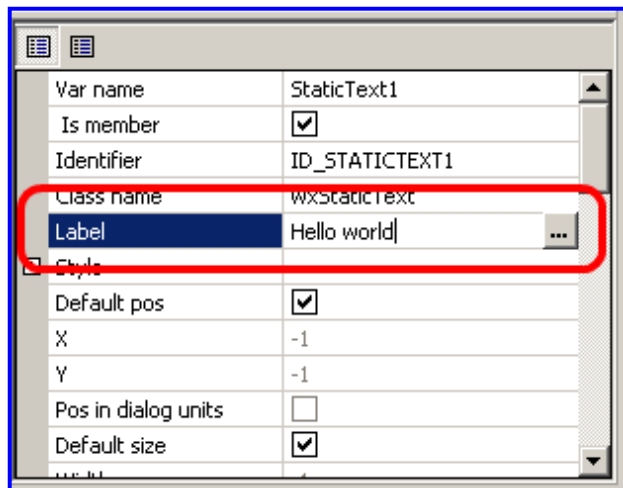 Var name StaticText1
Is member
Identifier ID_STATICTEXT1
Class name wxStaticText
Label Hello world ...
Style
Default pos
X -1
Y -1
Pos in dialog units
Default size